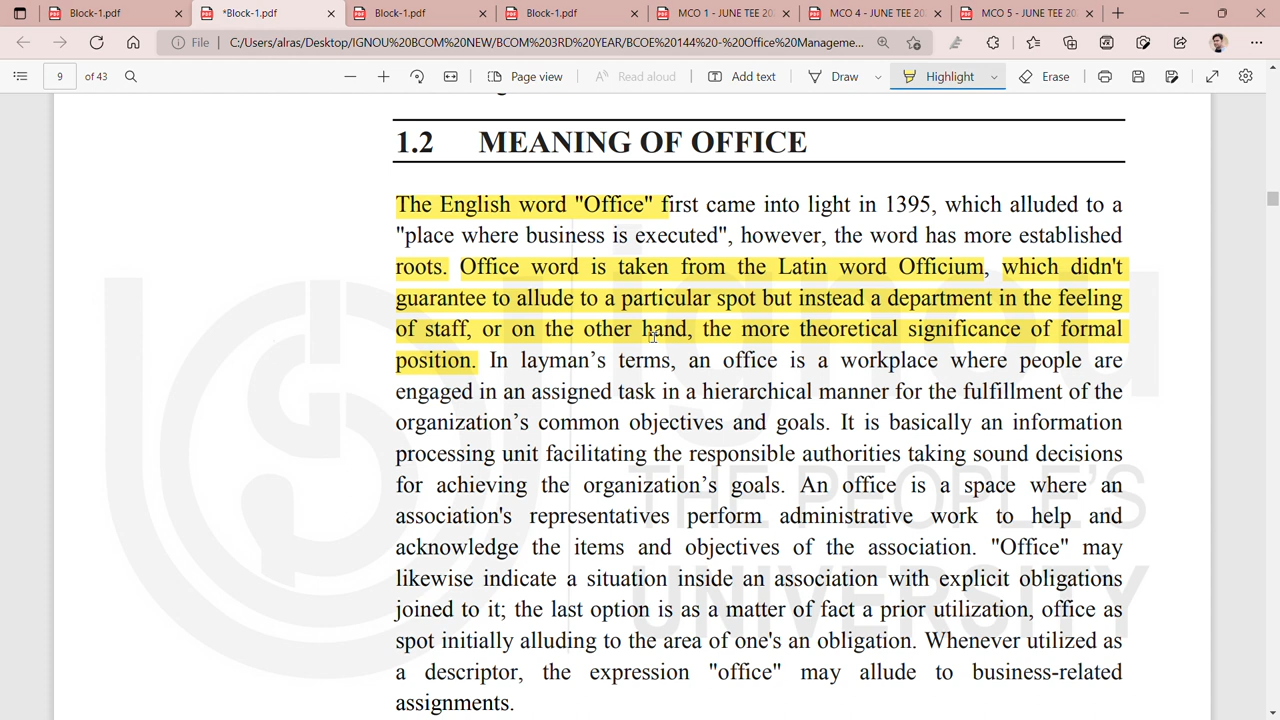 Block-1.pdf
*Block-1.pdf
Block-1.pdf
Block-1.pdf
MCO 1 - JUNE TEE 202
MCO 4 - JUNE TEE 202
MCO 5 - JUNE TEE 202
File C:/Users/alras/Desktop/IGNOU%20BCOM%20NEW/BCOM%203RD%20YEAR/BCOE%20144%20-%20Office%20Manageme...
9 of 43 Page view Read aloud Add text Draw Highlight Erase
1.2 MEANING OF OFFICE
The English word "Office" first came into light in 1395, which alluded to a
"place where business is executed", however, the word has more established
roots. Office word is taken from the Latin word Officium, which didn't
guarantee to allude to a particular spot but instead a department in the feeling
of staff, or on the other hand, the more theoretical significance of formal
position. In layman’s terms, an office is a workplace where people are
engaged in an assigned task in a hierarchical manner for the fulfillment of the
organization’s common objectives and goals. It is basically an information
processing unit facilitating the responsible authorities taking sound decisions
for achieving the organization’s goals. An office is a space where an
association's representatives perform administrative work to help and
acknowledge the items and objectives of the association. "Office" may
likewise indicate a situation inside an association with explicit obligations
joined to it; the last option is as a matter of fact a prior utilization, office as
spot initially alluding to the area of one's an obligation. Whenever utilized as
a descriptor, the expression "office" may allude to business-related
assignments.
ignou
THE PEOPLE'S
UNIVERSITY